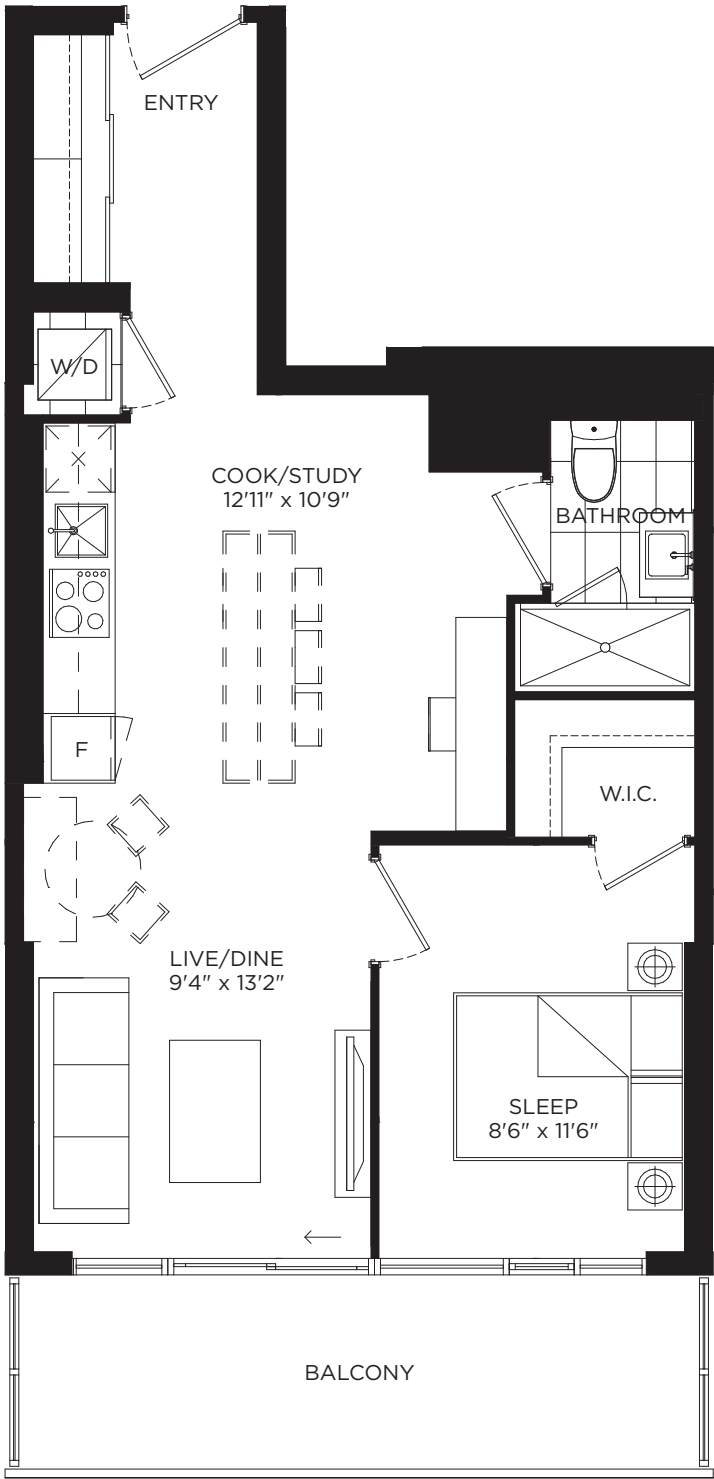 ENTRY
W/D
COOK/STUDY
12'11" x 10'9"
BATHROOM
F
W.I.C.
LIVE/DINE
9'4" x 13'2"
SLEEP
8'6" x 11'6"
BALCONY